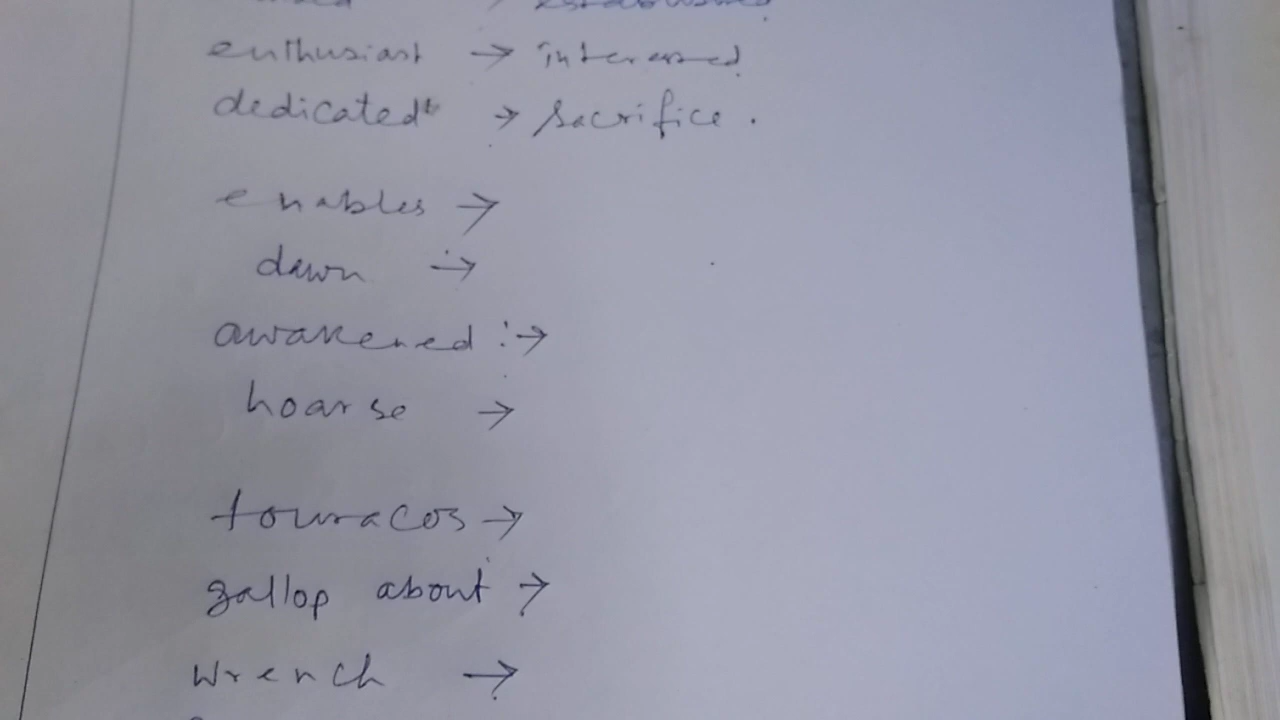 enthusiast → interested
dedicated → sacrifice.
enables →
dawn :→
awakened :→
hoarse →
touracos →
gallop about →
wrench →